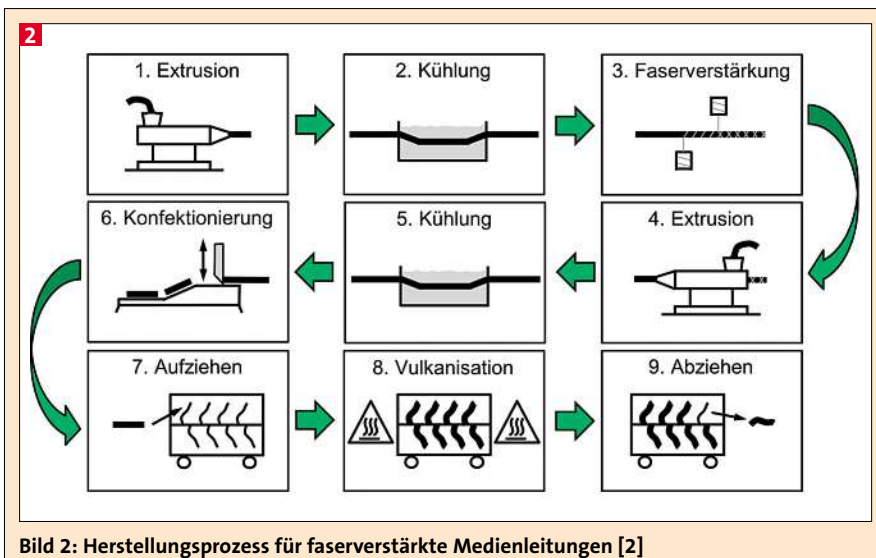 2
1. Extrusion
2. Kühlung
3. Faserverstärkung
6. Konfektionierung
5. Kühlung
4. Extrusion
7. Aufziehen
8. Vulkanisation
9. Abziehen
Bild 2: Herstellungsprozess für faserverstärkte Medienleitungen [2]